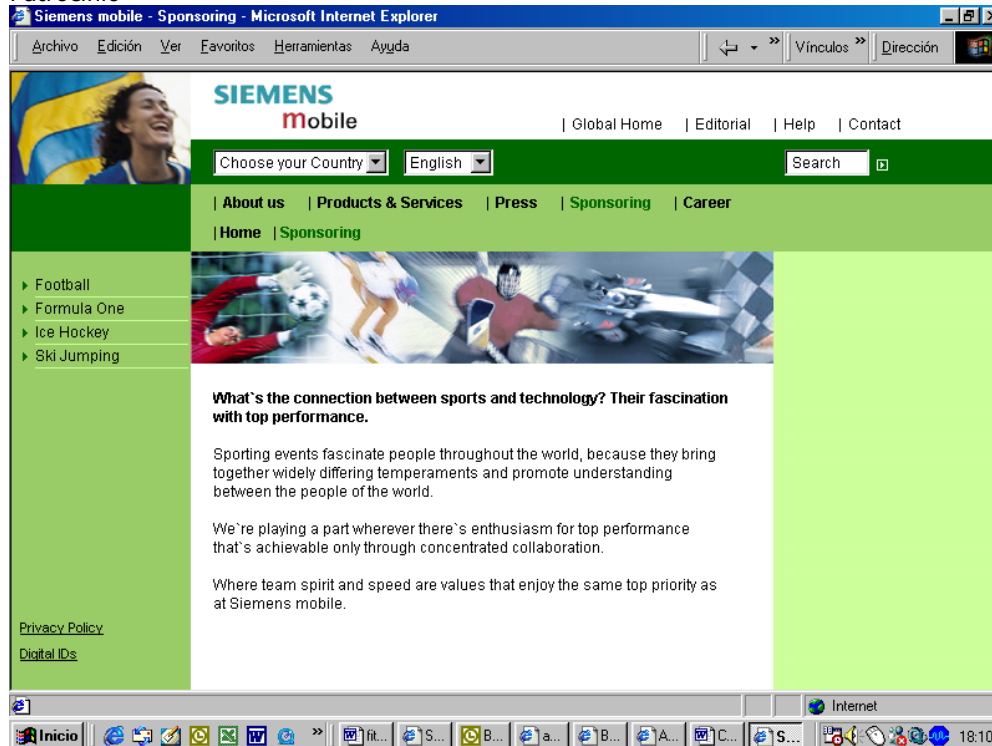 Patrocinio
Siemens mobile - Sponsoring - Microsoft Internet Explorer
Archivo Edición Ver Favoritos Herramientas Ayuda » Vínculos » Dirección
SIEMENS
mobile
| Global Home | Editorial | Help | Contact
Choose your Country English Search
| About us | Products & Services | Press | Sponsoring | Career
| Home | Sponsoring
Football
Formula One
Ice Hockey
Ski Jumping
What`s the connection between sports and technology? Their fascination
with top performance.
Sporting events fascinate people throughout the world, because they bring
together widely differing temperaments and promote understanding
between the people of the world.
We`re playing a part wherever there`s enthusiasm for top performance
that`s achievable only through concentrated collaboration.
Where team spirit and speed are values that enjoy the same top priority as
at Siemens mobile.
Privacy Policy
Digital IDs
Internet
Inicio » fit... S... B... a... B... A... C... S... 18:10